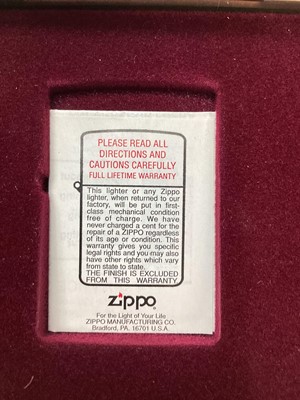 PLEASE READ ALL
DIRECTIONS AND
CAUTIONS CAREFULLY
FULL LIFETIME WARRANTY
This lighter or any Zippo
lighter, when returned to our
factory, will be put in first-
class mechanical condition
free of charge. We have
never charged a cent for the
repair of a ZIPPO regardless
of its age or condition. This
warranty gives you specific
legal rights and you may also
have other rights which vary
from state to state.
THE FINISH IS EXCLUDED
FROM THIS WARRANTY
zippo
For the Light of Your Life
ZIPPO MANUFACTURING CO.
Bradford, PA. 16701 U.S.A.